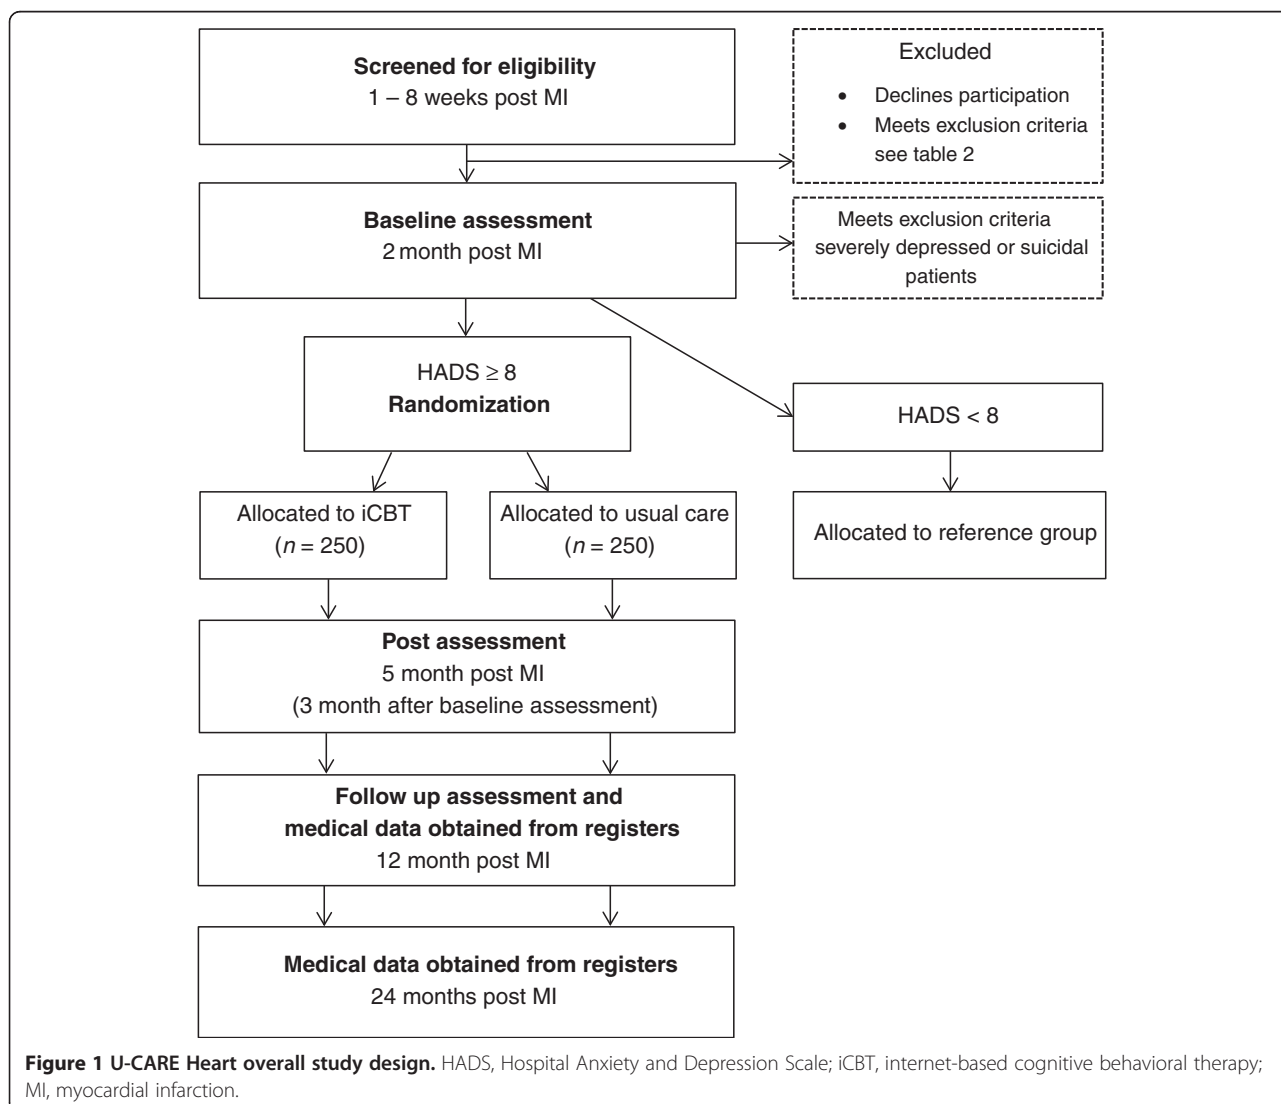 Screened for eligibility
1 – 8 weeks post MI
Excluded
• Declines participation
• Meets exclusion criteria
see table 2
Baseline assessment
2 month post MI
Meets exclusion criteria
severely depressed or suicidal
patients
HADS ≥ 8
Randomization
HADS < 8
Allocated to iCBT
(n = 250)
Allocated to usual care
(n = 250)
Allocated to reference group
Post assessment
5 month post MI
(3 month after baseline assessment)
Follow up assessment and
medical data obtained from registers
12 month post MI
Medical data obtained from registers
24 months post MI
Figure 1 U-CARE Heart overall study design. HADS, Hospital Anxiety and Depression Scale; iCBT, internet-based cognitive behavioral therapy;
MI, myocardial infarction.